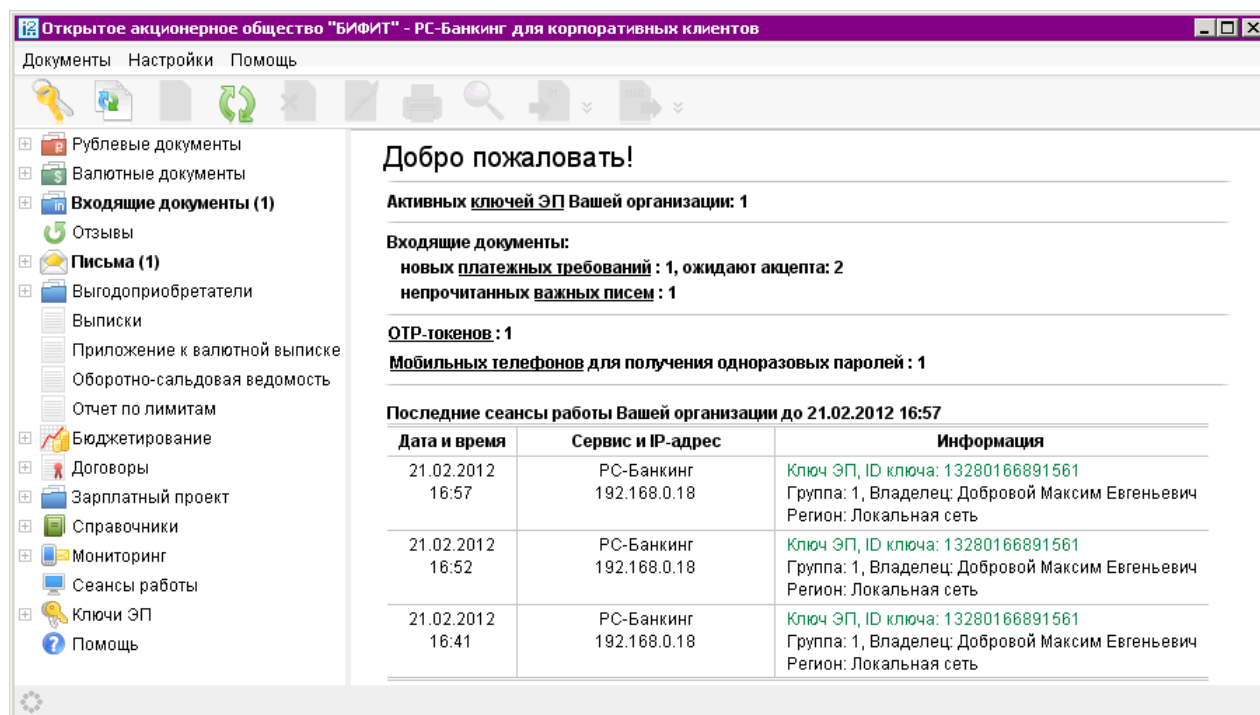 Открытое акционерное общество "БИФИТ" - РС-Банкинг для корпоративных клиентов
Документы Настройки Помощь
Рублевые документы
Валютные документы
Входящие документы (1)
Отзывы
Письма (1)
Выгодоприобретатели
Выписки
Приложение к валютной выписке
Оборотно-сальдовая ведомость
Отчет по лимитам
Бюджетирование
Договоры
Зарплатный проект
Справочники
Мониторинг
Сеансы работы
Ключи ЭП
Помощь
Добро пожаловать!
Активных ключей ЭП Вашей организации: 1
Входящие документы:
новых платежных требований : 1, ожидают акцепта: 2
непрочитанных важных писем : 1
ОТР-токенов : 1
Мобильных телефонов для получения одноразовых паролей : 1
Последние сеансы работы Вашей организации до 21.02.2012 16:57
Дата и время Сервис и IP-адрес Информация
21.02.2012 РС-Банкинг Ключ ЭП, ID ключа: 13280166891561
16:57 192.168.0.18 Группа: 1, Владелец: Добровой Максим Евгеньевич
Регион: Локальная сеть
21.02.2012 РС-Банкинг Ключ ЭП, ID ключа: 13280166891561
16:52 192.168.0.18 Группа: 1, Владелец: Добровой Максим Евгеньевич
Регион: Локальная сеть
21.02.2012 РС-Банкинг Ключ ЭП, ID ключа: 13280166891561
16:41 192.168.0.18 Группа: 1, Владелец: Добровой Максим Евгеньевич
Регион: Локальная сеть